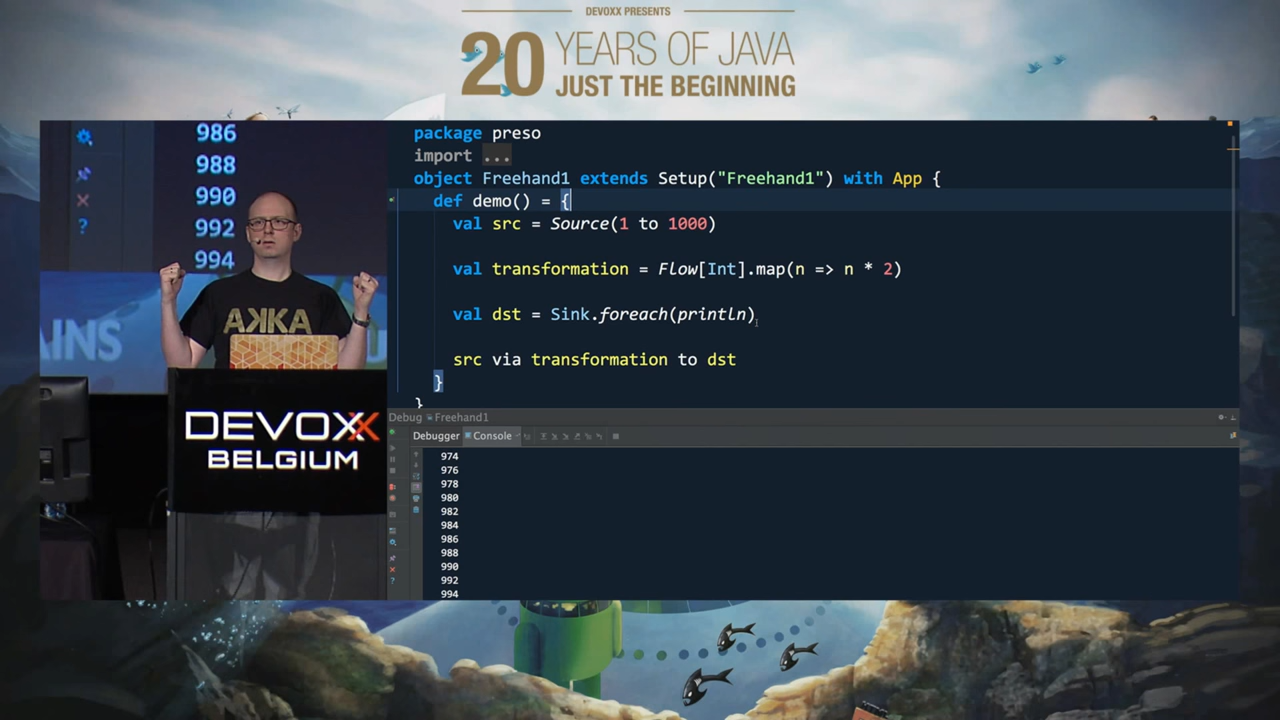 DEVOXX PRESENTS
20 YEARS OF JAVA
JUST THE BEGINNING
986
988
990
992
994
AINS
AKKA
DEVOXX
BELGIUM
package preso
import ...
object Freehand1 extends Setup("Freehand1") with App {
def demo() = {
val src = Source(1 to 1000)
val transformation = Flow[Int].map(n => n * 2)
val dst = Sink.foreach(println)
src via transformation to dst
}
}
Debug Freehand1
Debugger Console
974
976
978
980
982
984
986
988
990
992
994